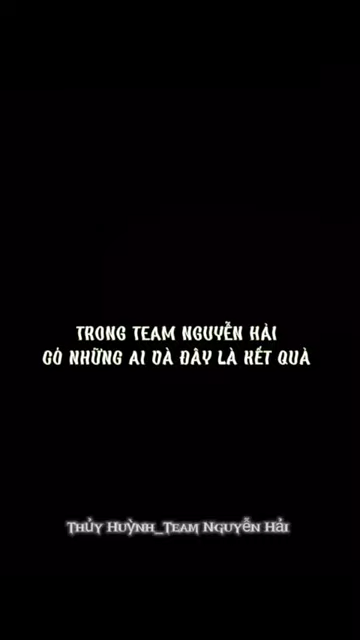 TRONG TEAM NGUYỄN HẢI
CÓ NHỮNG AI VÀ ĐÂY LÀ KẾT QUẢ
Thủy Huỳnh_Team Nguyễn Hải